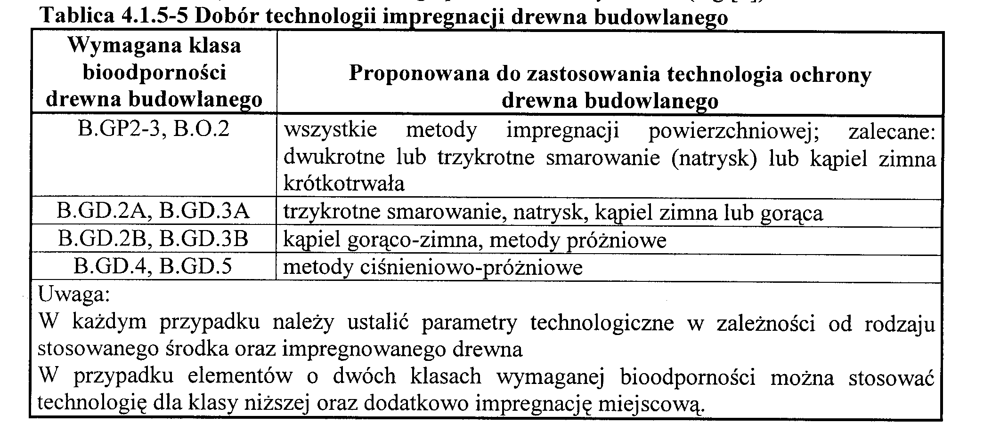 Tablica 4.1.5-5 Dobór technologii impregnacji drewna budowlanego
Wymagana klasa
bioodporności
drewna budowlanego
Proponowana do zastosowania technologia ochrony
drewna budowlanego
B.GP2-3, B.O.2
wszystkie metody impregnacji powierzchniowej; zalecane:
dwukrotne lub trzykrotne smarowanie (natrysk) lub kąpiel zimna
krótkotrwała
B.GD.2A, B.GD.3A
trzykrotne smarowanie, natrysk, kąpiel zimna lub gorąca
B.GD.2B, B.GD.3B
kąpiel gorąco-zimna, metody próżniowe
B.GD.4, B.GD.5
metody ciśnieniowo-próżniowe
Uwaga:
W każdym przypadku należy ustalić parametry technologiczne w zależności od rodzaju
stosowanego środka oraz impregnowanego drewna
W przypadku elementów o dwóch klasach wymaganej bioodporności można stosować
technologię dla klasy niższej oraz dodatkowo impregnację miejscową.